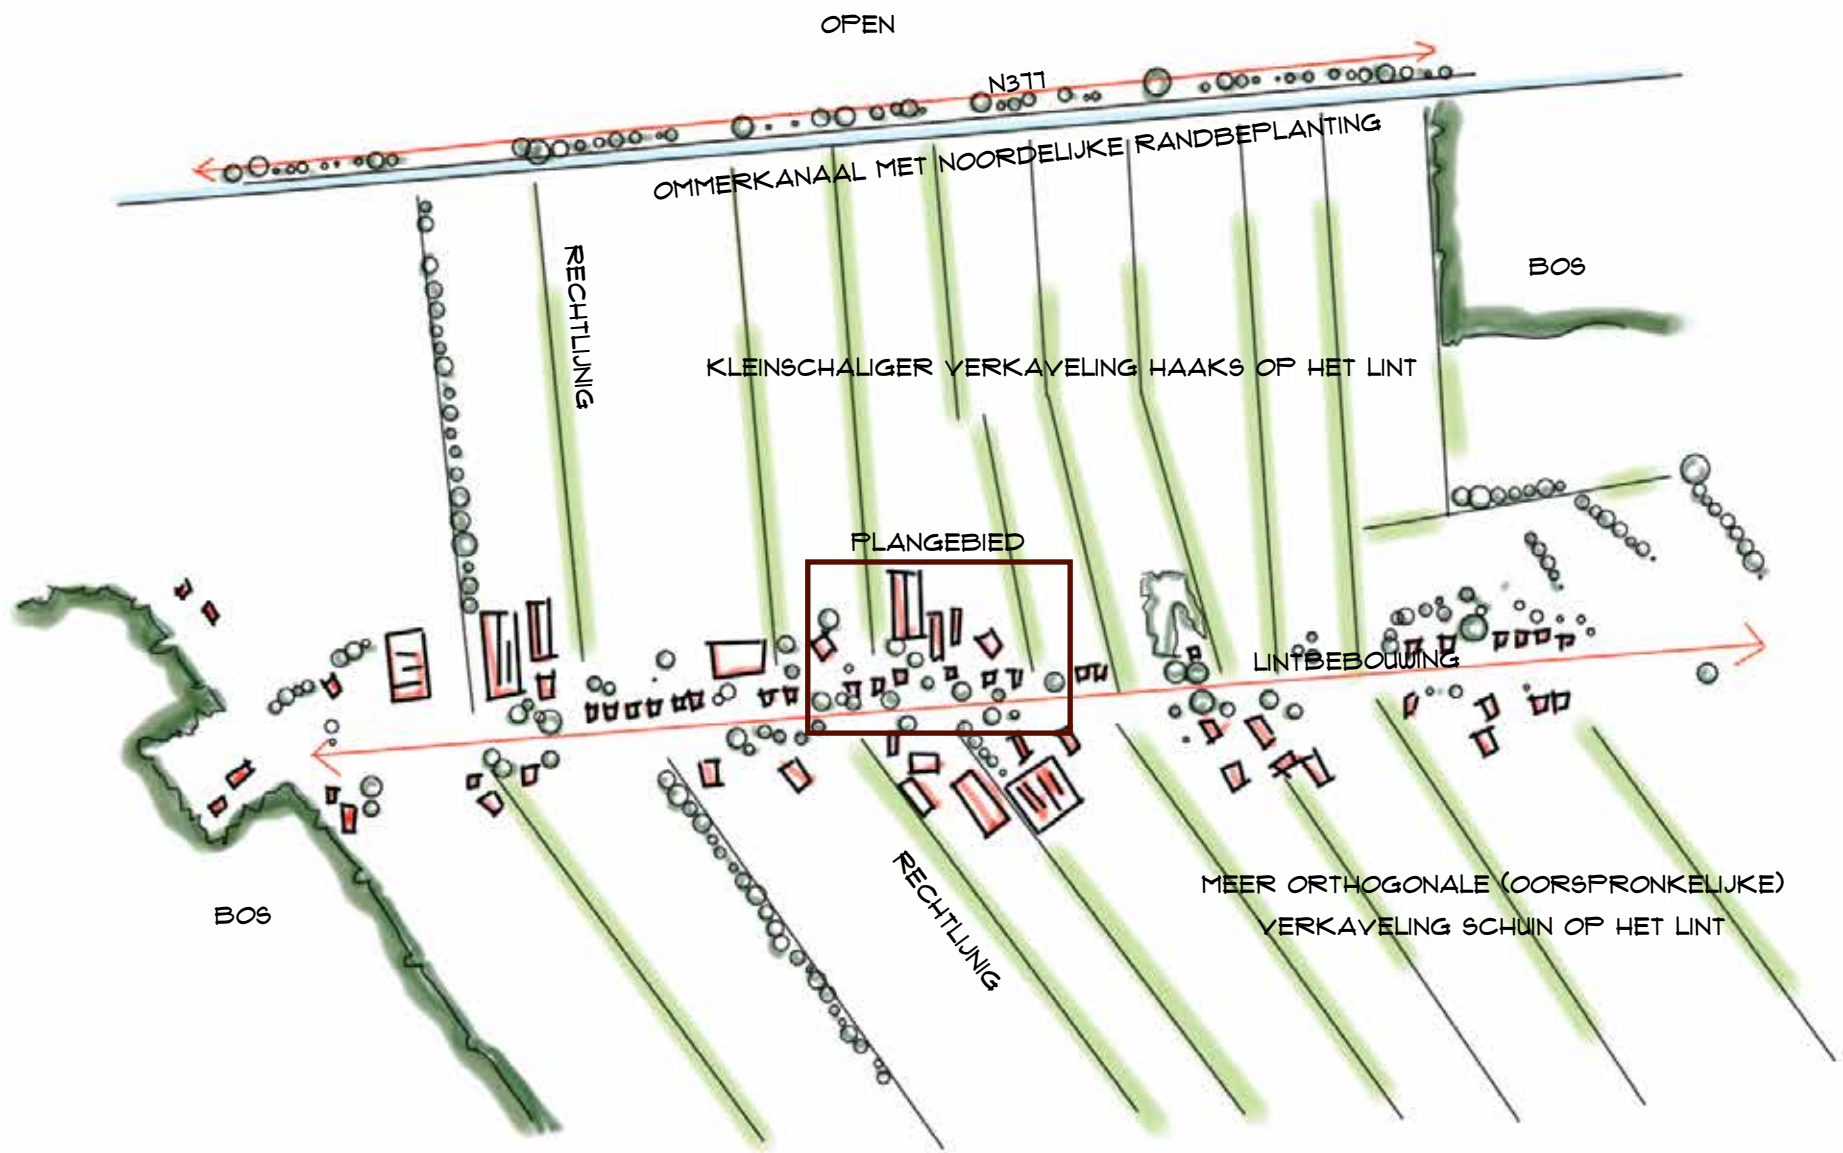 OPEN
N377
OMMERKANAAL MET NOORDELIJKE RANDBEPLANTING
RECHTLIJNIG
BOS
KLEINSCHALIGER VERKAVELING HAAKS OP HET LINT
PLANGEBIED
LINTBEBOUWING
RECHTLIJNIG
MEER ORTHOGONALE (OORSPRONKELIJKE)
VERKAVELING SCHUIN OP HET LINT
BOS